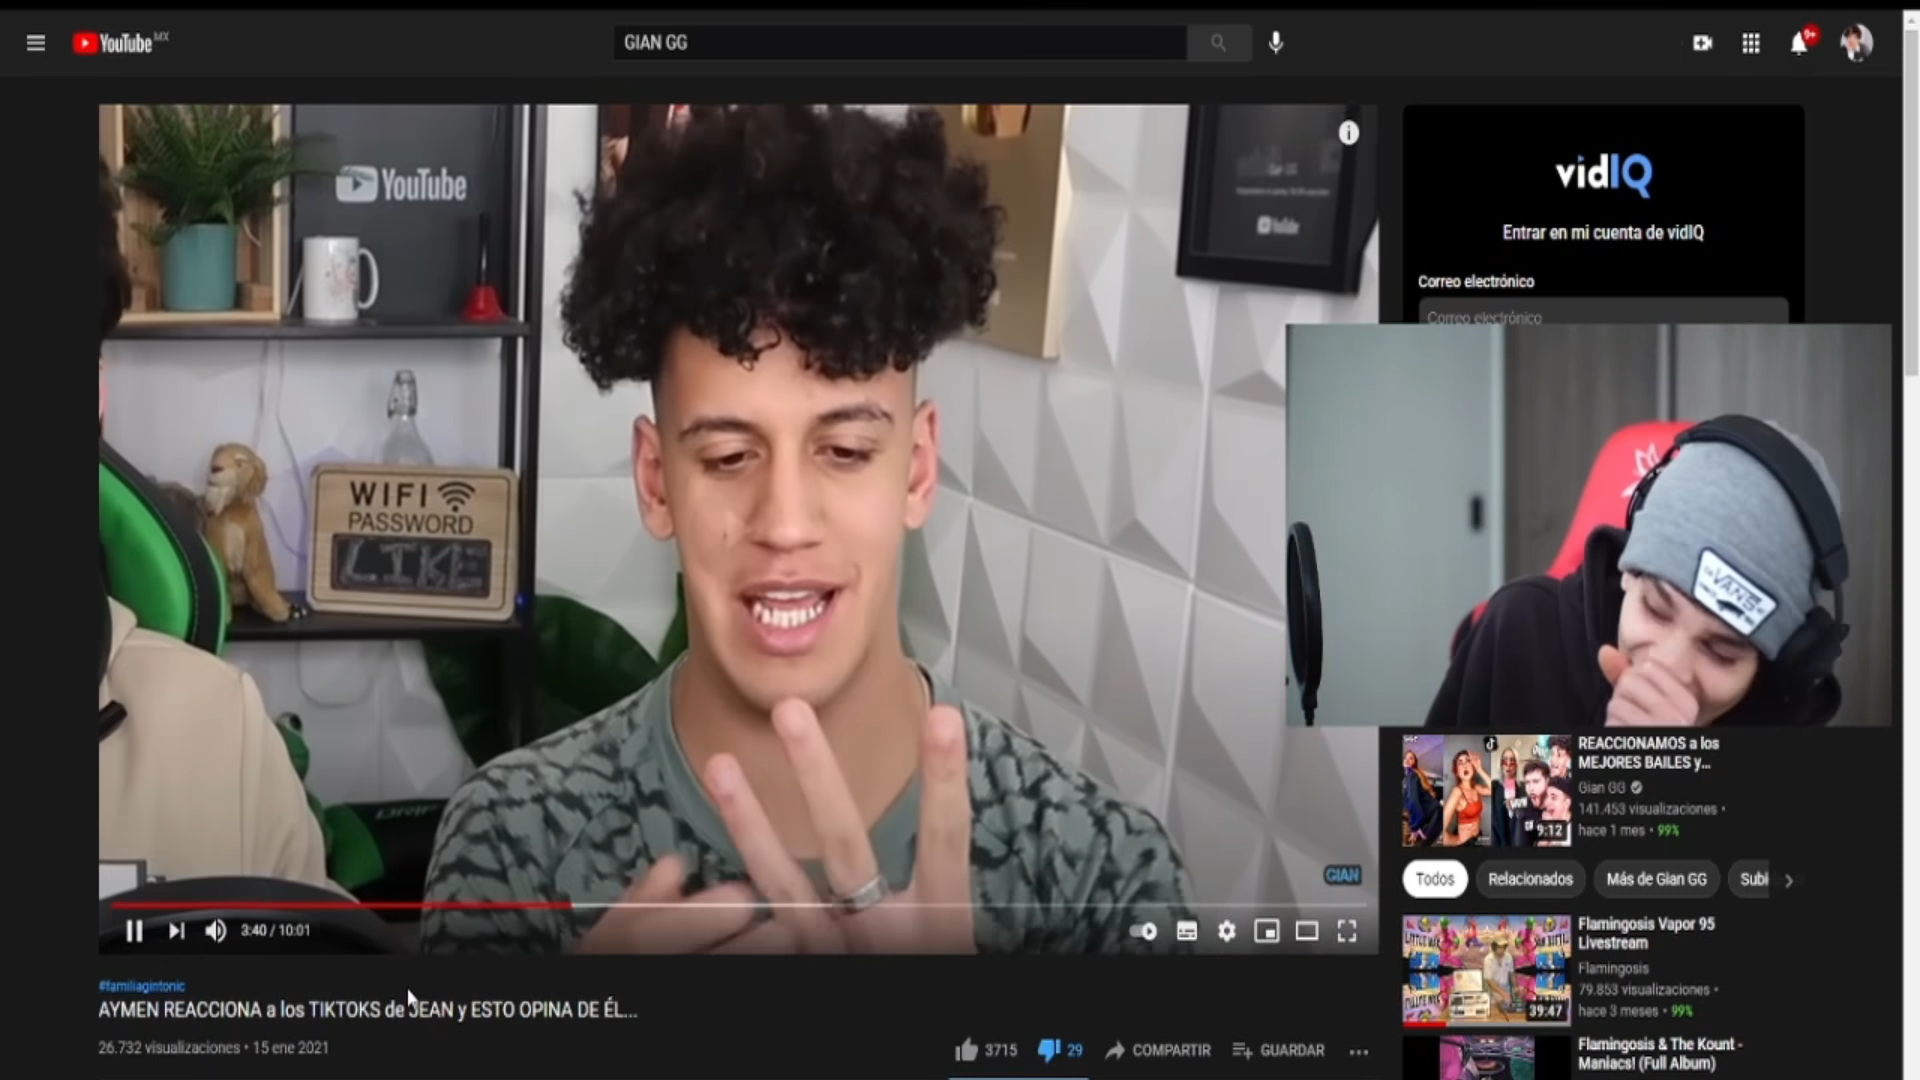 YouTube MX
GIAN GG
9+
YouTube
YouTube
WIFI
PASSWORD
LIKE
GIAN
3:40 / 10:01
vidIQ
Entrar en mi cuenta de vidIQ
Correo electrónico
Correo electrónico
VANS
#familiagintonic
AYMEN REACCIONA a los TIKTOKS de JEAN y ESTO OPINA DE ÉL...
26.732 visualizaciones • 15 ene 2021
3715
29
COMPARTIR
GUARDAR
9:12
REACCIONAMOS a los
MEJORES BAILES y...
Gian GG
141.453 visualizaciones •
hace 1 mes • 99%
Todos
Relacionados
Más de Gian GG
Subi
39:47
Flamingosis Vapor 95
Livestream
Flamingosis
79.853 visualizaciones •
hace 3 meses • 99%
Flamingosis & The Kount -
Maniacs! (Full Album)